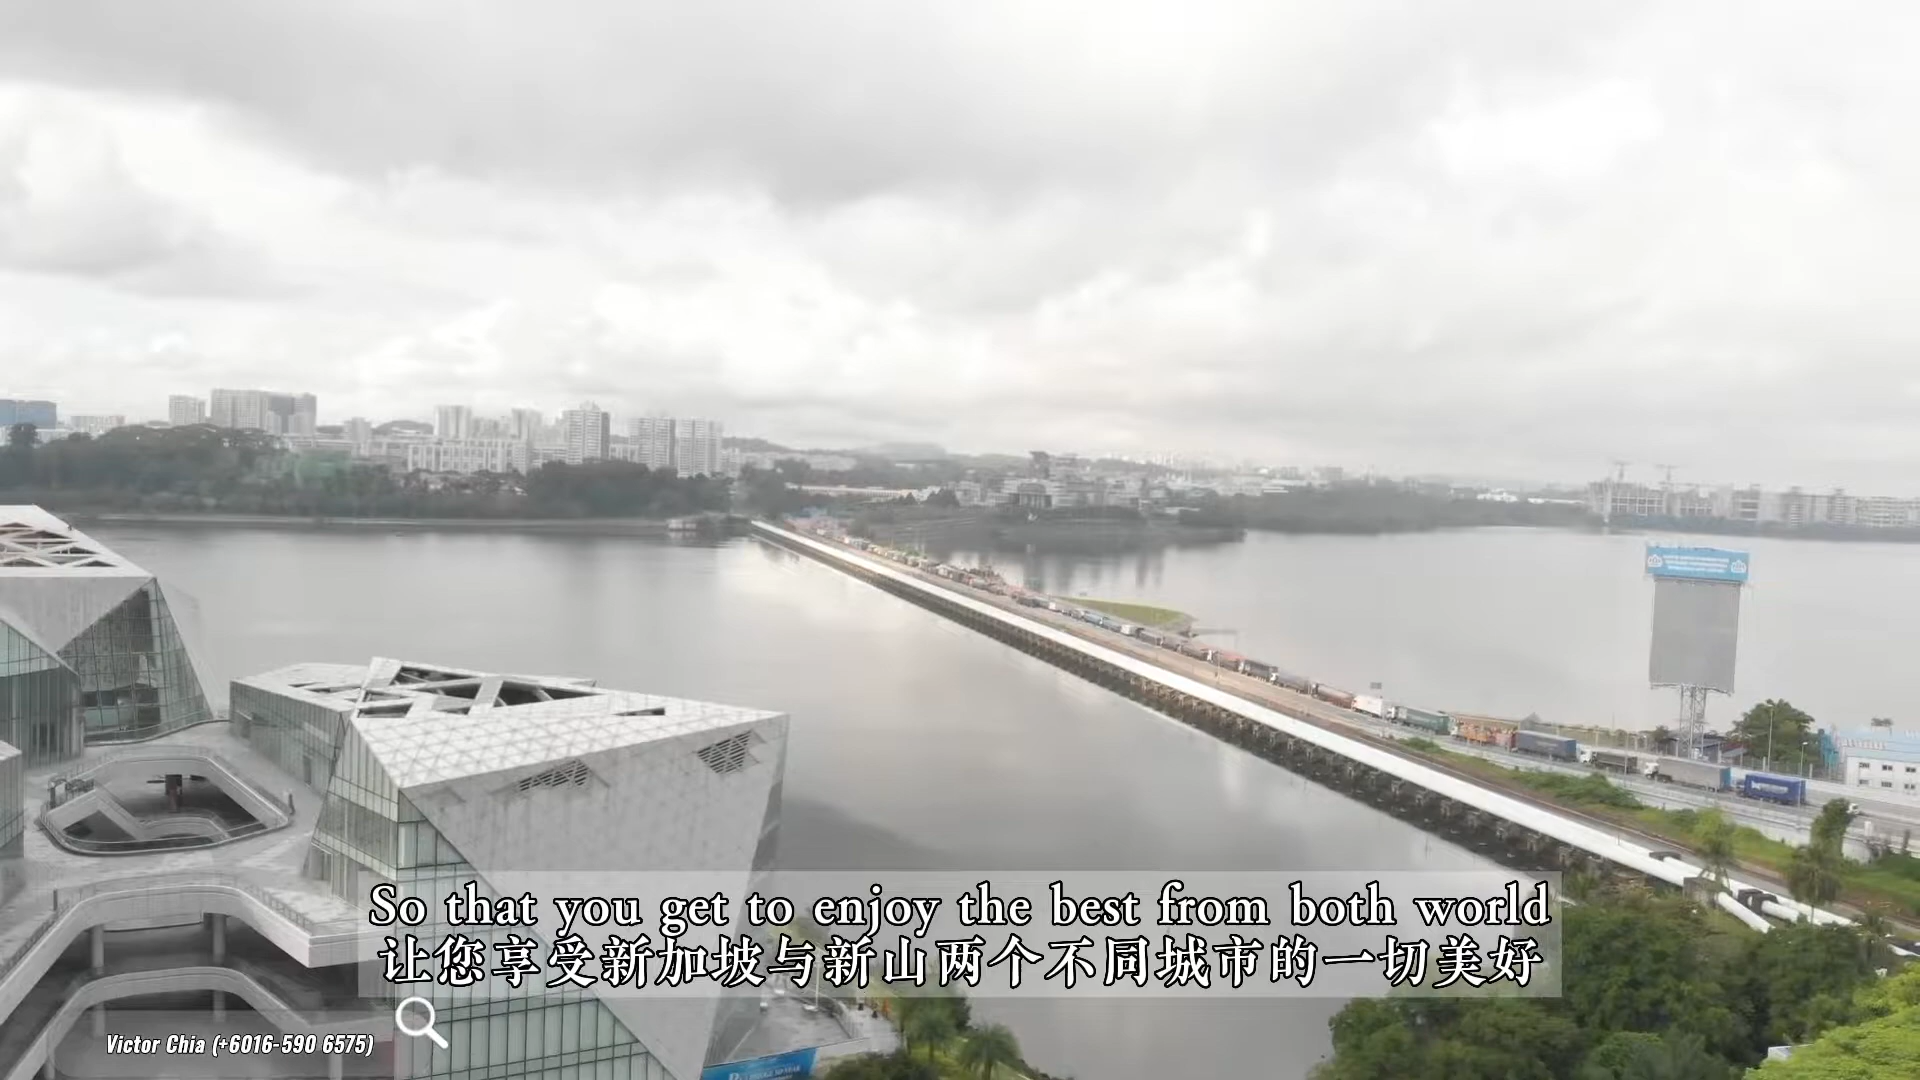 So that you get to enjoy the best from both world
让您享受新加坡与新山两个不同城市的一切美好
Victor Chia (+6016-590 6575)